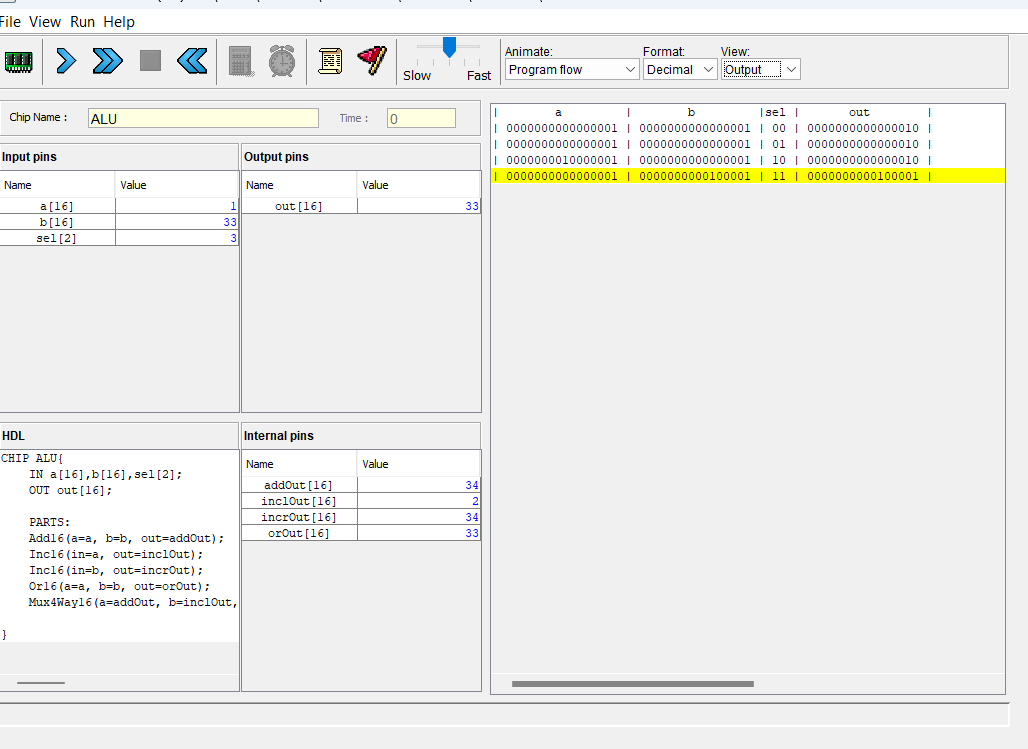 File View Run Help
Slow Fast
Animate: Format: View:
Program flow Decimal Output
Chip Name : ALU Time : 0
Input pins
Name Value
a[16] 1
b[16] 33
sel[2] 3
Output pins
Name Value
out[16] 33
| a | b |sel | out |
| 0000000000000001 | 0000000000000001 | 00 | 0000000000000010 |
| 0000000000000001 | 0000000000000001 | 01 | 0000000000000010 |
| 0000000010000001 | 0000000000000001 | 10 | 0000000000000010 |
| 0000000000000001 | 0000000000100001 | 11 | 0000000000100001 |
HDL
CHIP ALU{
IN a[16],b[16],sel[2];
OUT out[16];
PARTS:
Add16(a=a, b=b, out=addOut);
Inc16(in=a, out=inclOut);
Inc16(in=b, out=incrOut);
Or16(a=a, b=b, out=orOut);
Mux4Way16(a=addOut, b=inclOut,
}
Internal pins
Name Value
addOut[16] 34
inclOut[16] 2
incrOut[16] 34
orOut[16] 33